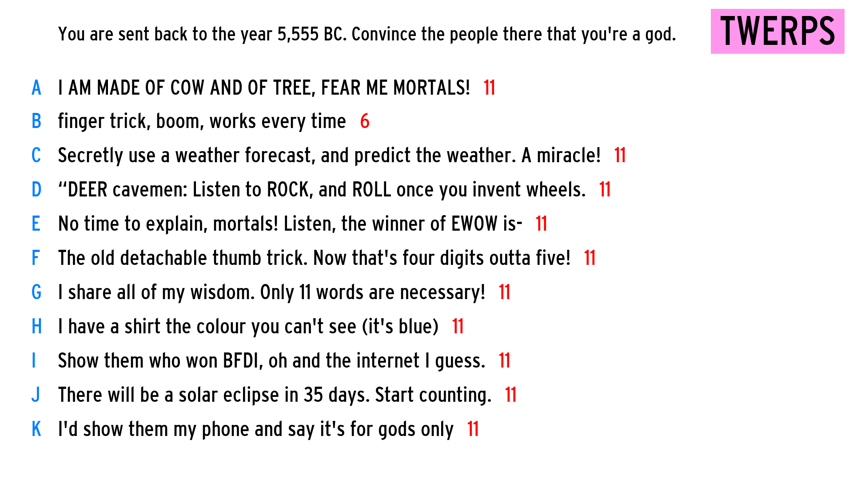 You are sent back to the year 5,555 BC. Convince the people there that you're a god.
TWERPS
A I AM MADE OF COW AND OF TREE, FEAR ME MORTALS! 11
B finger trick, boom, works every time 6
C Secretly use a weather forecast, and predict the weather. A miracle! 11
D “DEER cavemen: Listen to ROCK, and ROLL once you invent wheels. 11
E No time to explain, mortals! Listen, the winner of EWOW is- 11
F The old detachable thumb trick. Now that's four digits outta five! 11
G I share all of my wisdom. Only 11 words are necessary! 11
H I have a shirt the colour you can't see (it's blue) 11
I Show them who won BFDI, oh and the internet I guess. 11
J There will be a solar eclipse in 35 days. Start counting. 11
K I'd show them my phone and say it's for gods only 11